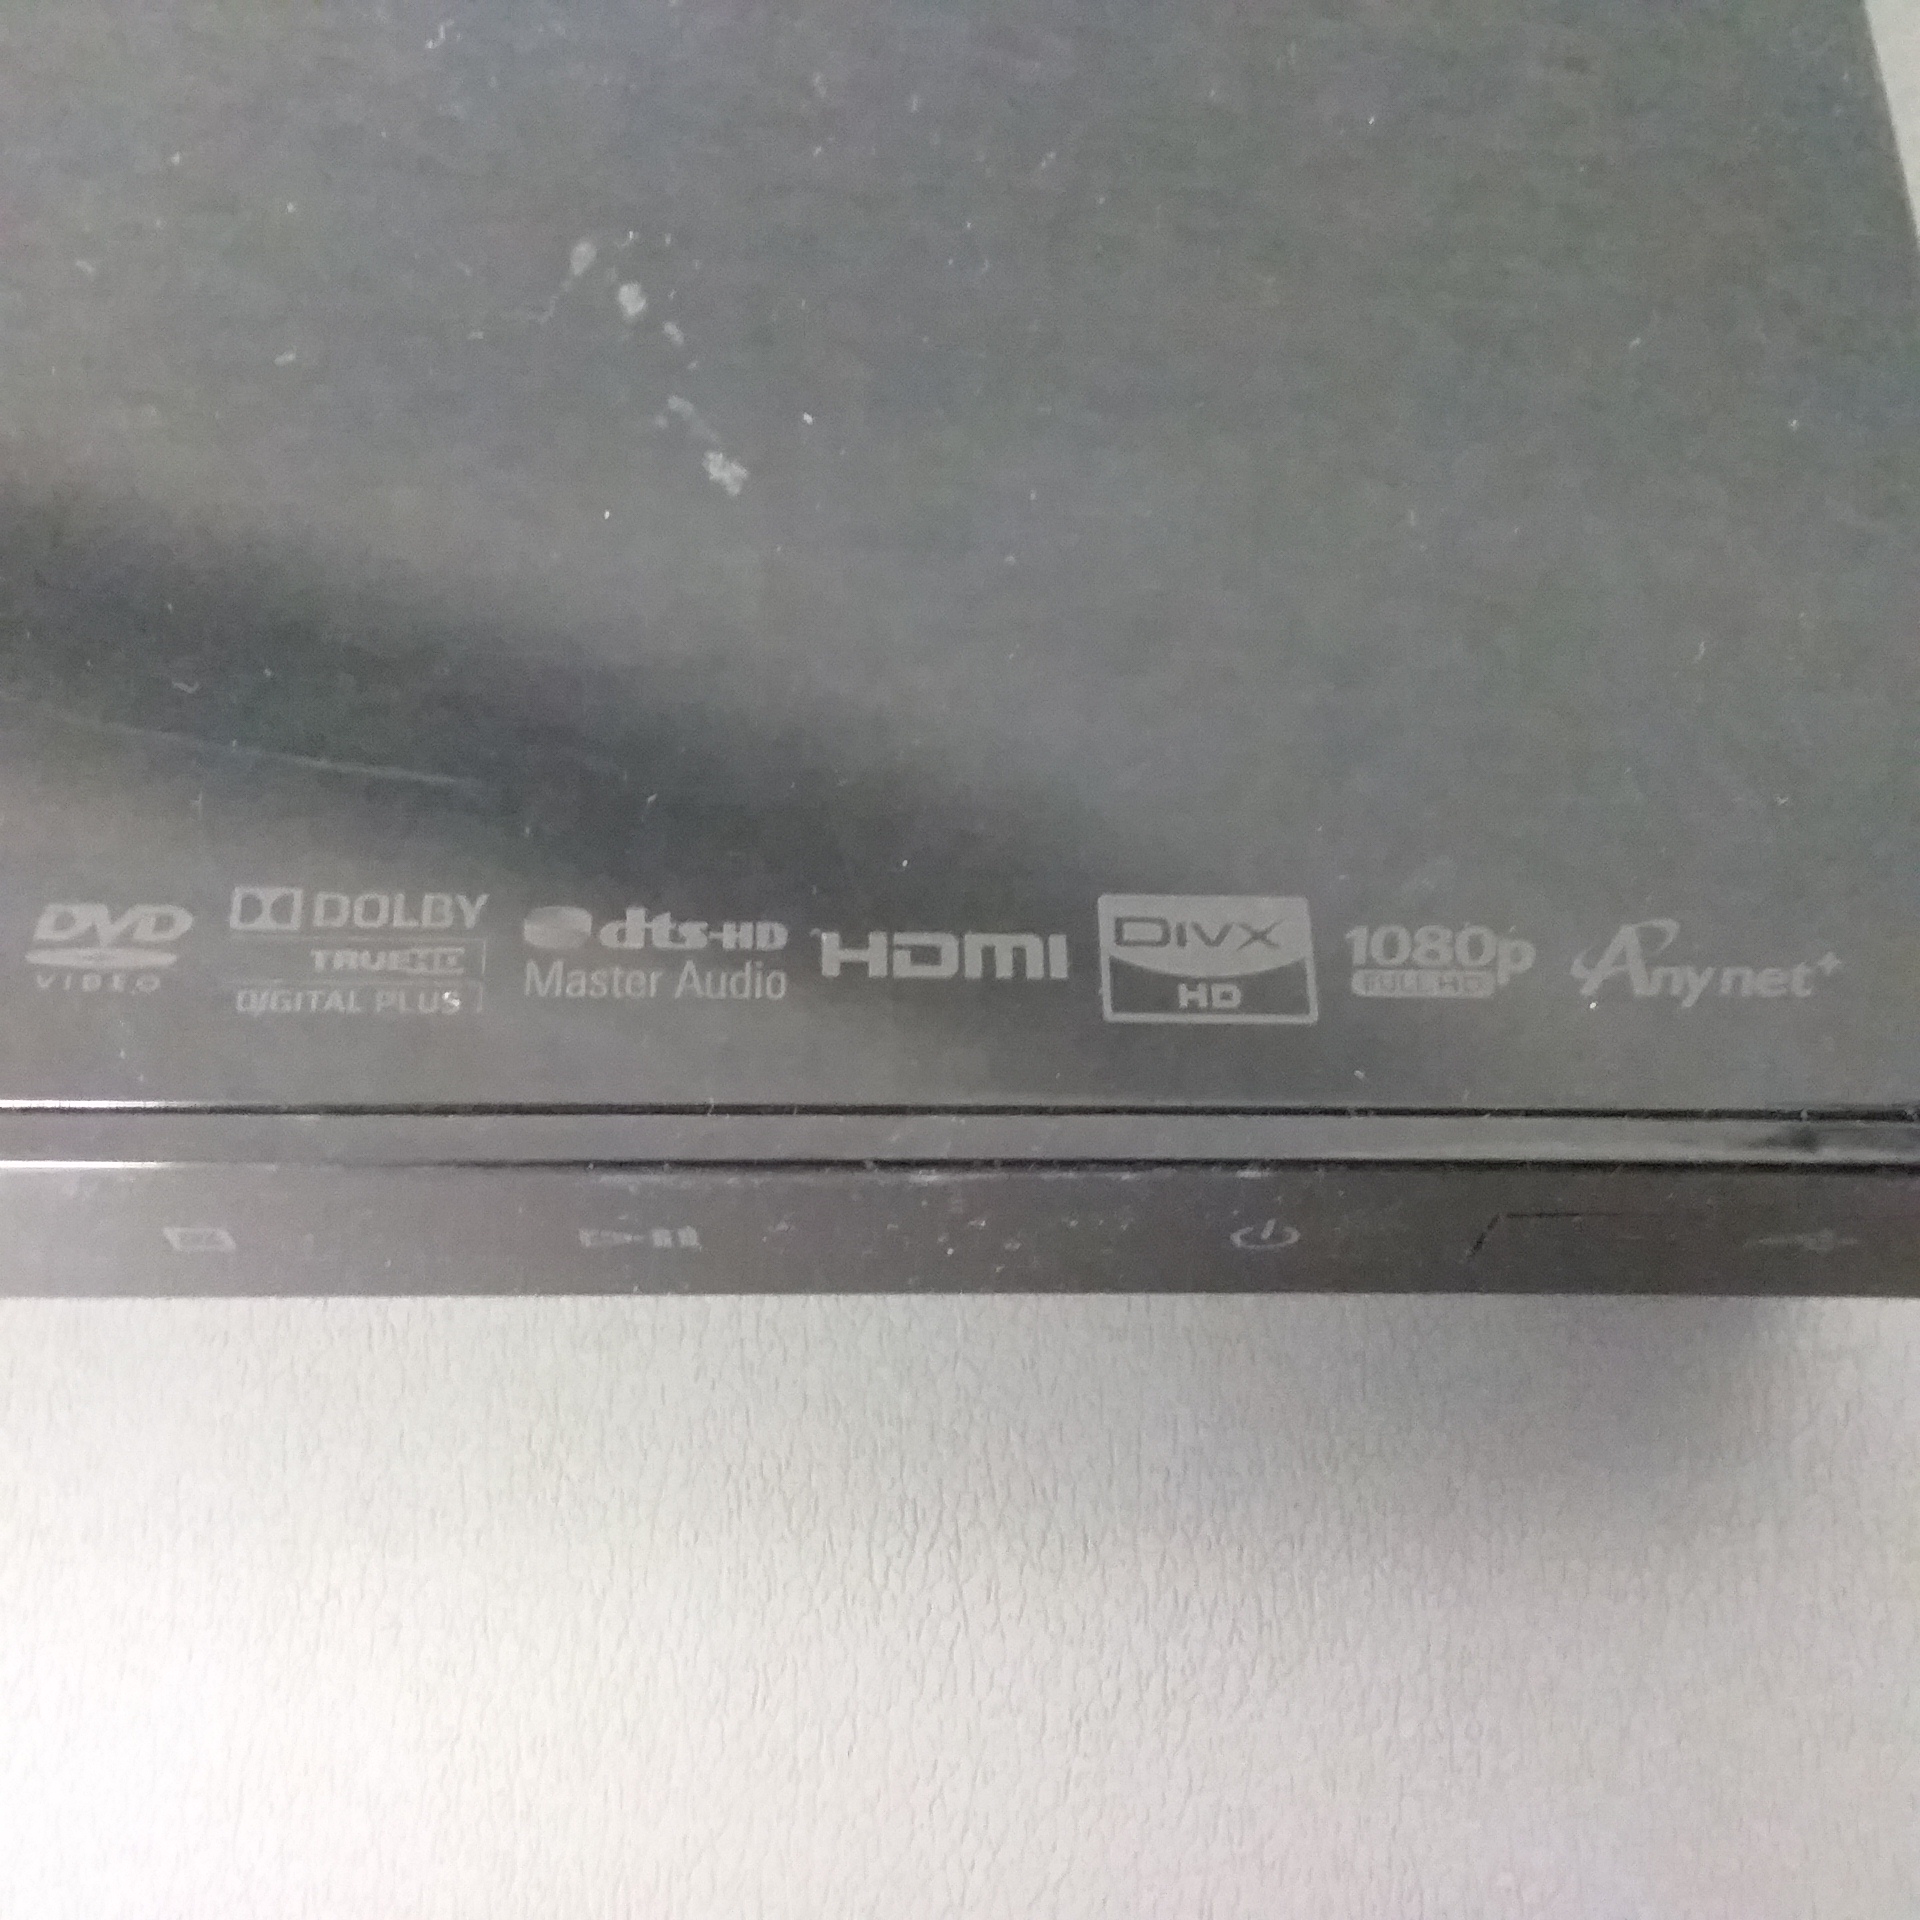 DVD
VIDEO
DOLBY
TRUEHD
DIGITAL PLUS
dts-HD
Master Audio
HDMI
DIVX
HD
1080p
FULL HD
Anynet+